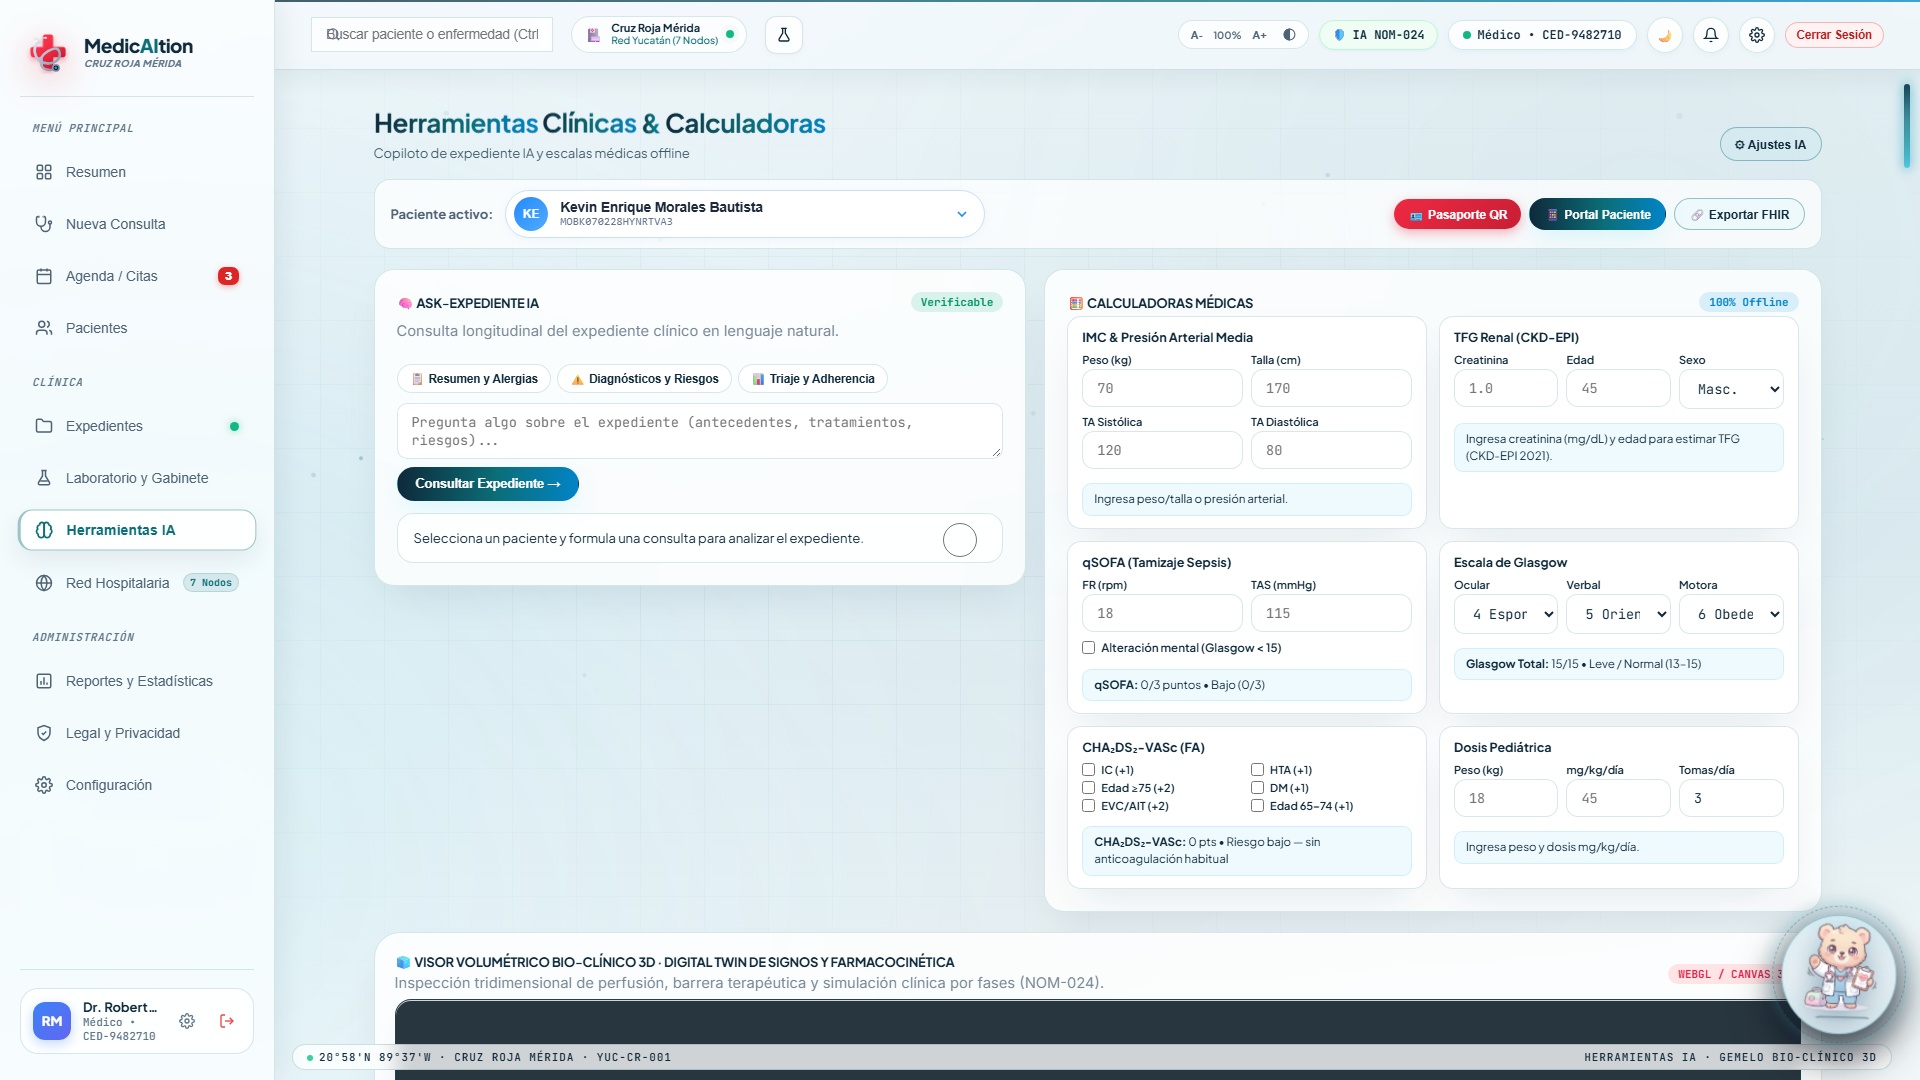 MedicAItion
CRUZ ROJA MÉRIDA
MENÚ PRINCIPAL
Resumen
Nueva Consulta
Agenda / Citas
3
Pacientes
CLÍNICA
Expedientes
Laboratorio y Gabinete
Herramientas IA
Red Hospitalaria
7 Nodos
ADMINISTRACIÓN
Reportes y Estadísticas
Legal y Privacidad
Configuración
RM
Dr. Robert...
Médico •
CED-9482710
Buscar paciente o enfermedad (Ctrl
Cruz Roja Mérida
Red Yucatán (7 Nodos)
A-
100%
A+
IA NOM-024
Médico • CED-9482710
Cerrar Sesión
Herramientas Clínicas & Calculadoras
Copiloto de expediente IA y escalas médicas offline
Ajustes IA
Paciente activo:
KE
Kevin Enrique Morales Bautista
MOBK070228HYNRTVA3
Pasaporte QR
Portal Paciente
Exportar FHIR
ASK-EXPEDIENTE IA
Verificable
Consulta longitudinal del expediente clínico en lenguaje natural.
Resumen y Alergias
Diagnósticos y Riesgos
Triaje y Adherencia
Pregunta algo sobre el expediente (antecedentes, tratamientos,
riesgos)...
Consultar Expediente →
Selecciona un paciente y formula una consulta para analizar el expediente.
CALCULADORAS MÉDICAS
100% Offline
IMC & Presión Arterial Media
Peso (kg)
Talla (cm)
70
170
TA Sistólica
TA Diastólica
120
80
Ingresa peso/talla o presión arterial.
TFG Renal (CKD-EPI)
Creatinina
Edad
Sexo
1.0
45
Masc.
Ingresa creatinina (mg/dL) y edad para estimar TFG
(CKD-EPI 2021).
qSOFA (Tamizaje Sepsis)
FR (rpm)
TAS (mmHg)
18
115
Alteración mental (Glasgow < 15)
qSOFA: 0/3 puntos • Bajo (0/3)
Escala de Glasgow
Ocular
Verbal
Motora
4 Espor
5 Orien
6 Obede
Glasgow Total: 15/15 • Leve / Normal (13–15)
CHA₂DS₂-VASc (FA)
IC (+1)
HTA (+1)
Edad ≥75 (+2)
DM (+1)
EVC/AIT (+2)
Edad 65–74 (+1)
CHA₂DS₂-VASc: 0 pts • Riesgo bajo — sin
anticoagulación habitual
Dosis Pediátrica
Peso (kg)
mg/kg/día
Tomas/día
18
45
3
Ingresa peso y dosis mg/kg/día.
VISOR VOLUMÉTRICO BIO-CLÍNICO 3D · DIGITAL TWIN DE SIGNOS Y FARMACOCINÉTICA
Inspección tridimensional de perfusión, barrera terapéutica y simulación clínica por fases (NOM-024).
WEBGL / CANVAS
20°58'N 89°37'W · CRUZ ROJA MÉRIDA · YUC-CR-001
HERRAMIENTAS IA · GEMELO BIO-CLÍNICO 3D